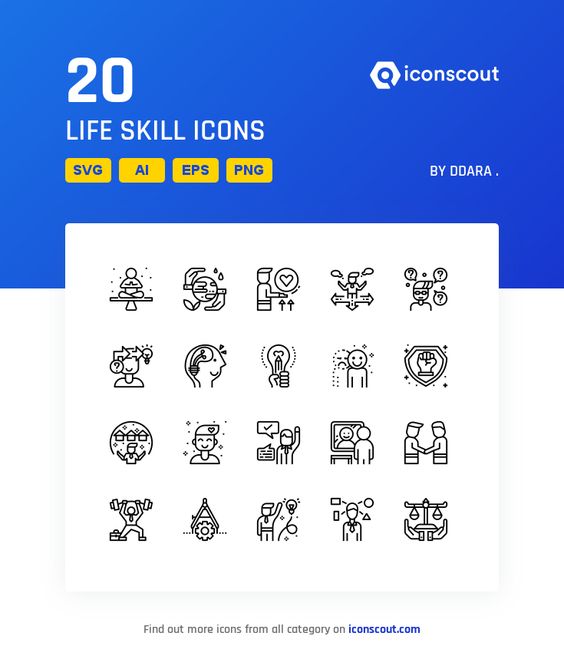 20
iconscout
LIFE SKILL ICONS
SVG AI EPS PNG
BY DDARA .
Find out more icons from all category on iconscout.com